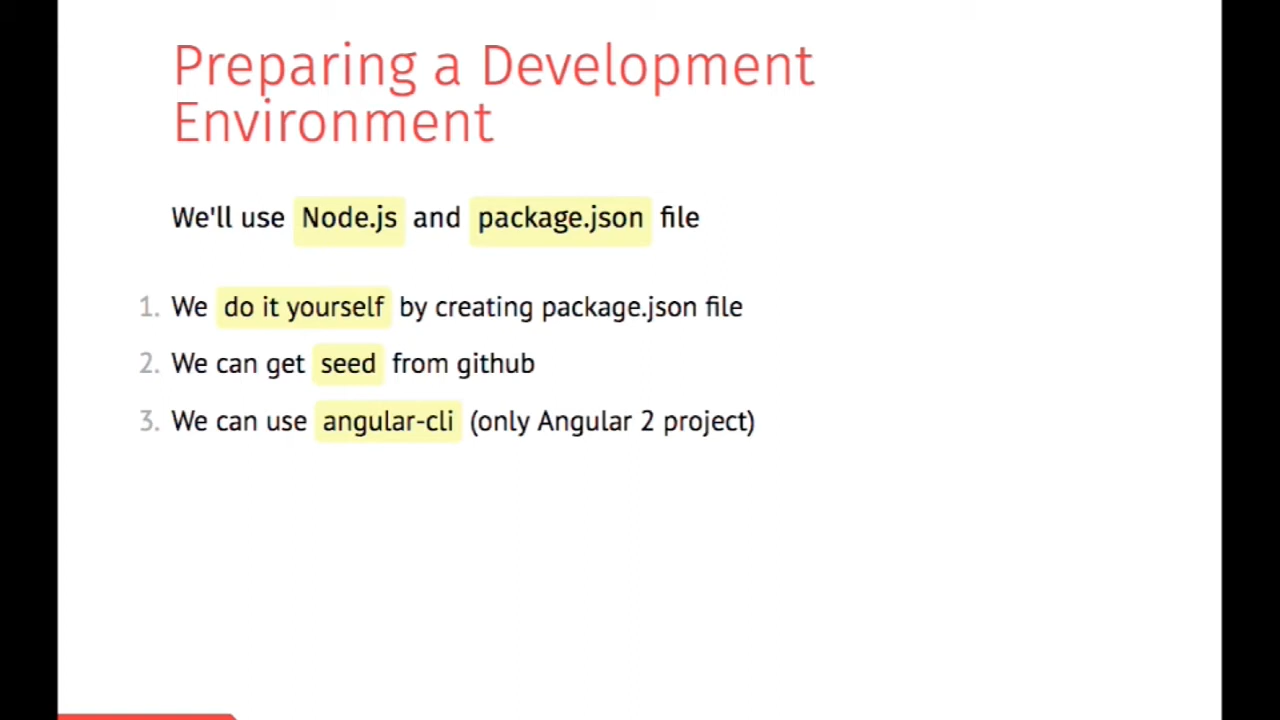 Preparing a Development
Environment
We'll use Node.js and package.json file
1. We do it yourself by creating package.json file
2. We can get seed from github
3. We can use angular-cli (only Angular 2 project)